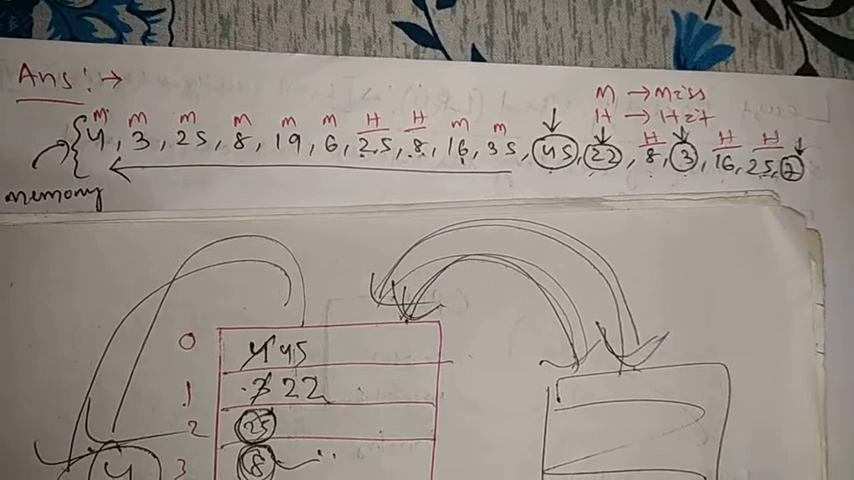 Ans :→
M → Miss
H → Hit
M M M M M M H H M M H H H
4, 3, 25, 8, 19, 6, 25, 8, 16, 35, 45, 22, 8, 3, 16, 25, 2
memory
0 4 45
1 3 22
2 25
3 8
4